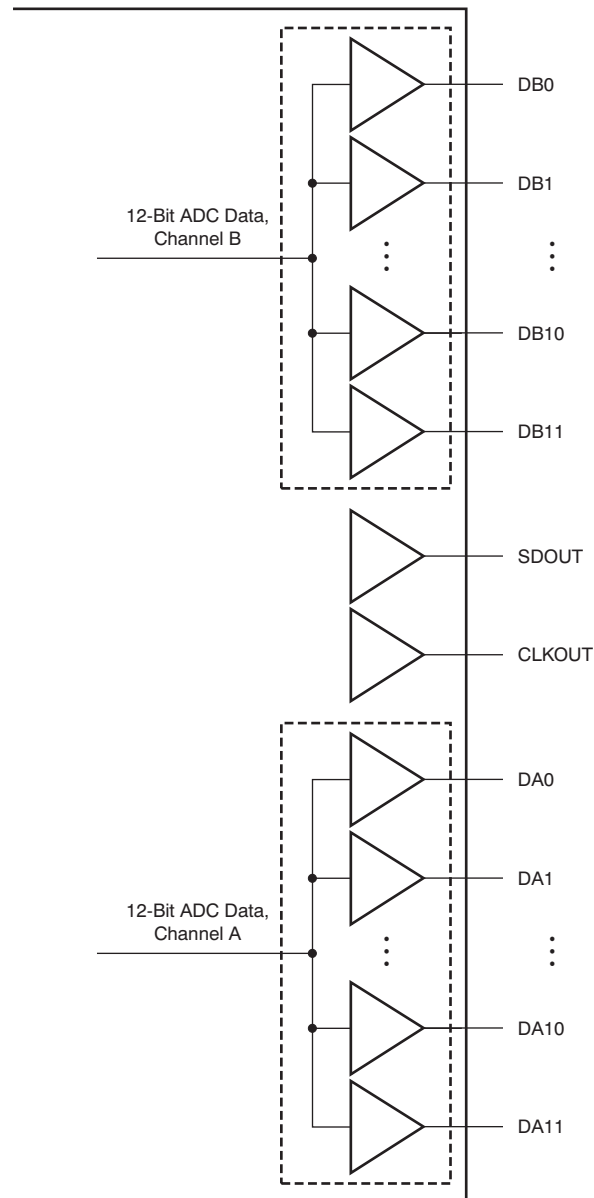 DB0
DB1
12-Bit ADC Data,
Channel B
DB10
DB11
SDOUT
CLKOUT
DA0
DA1
12-Bit ADC Data,
Channel A
DA10
DA11